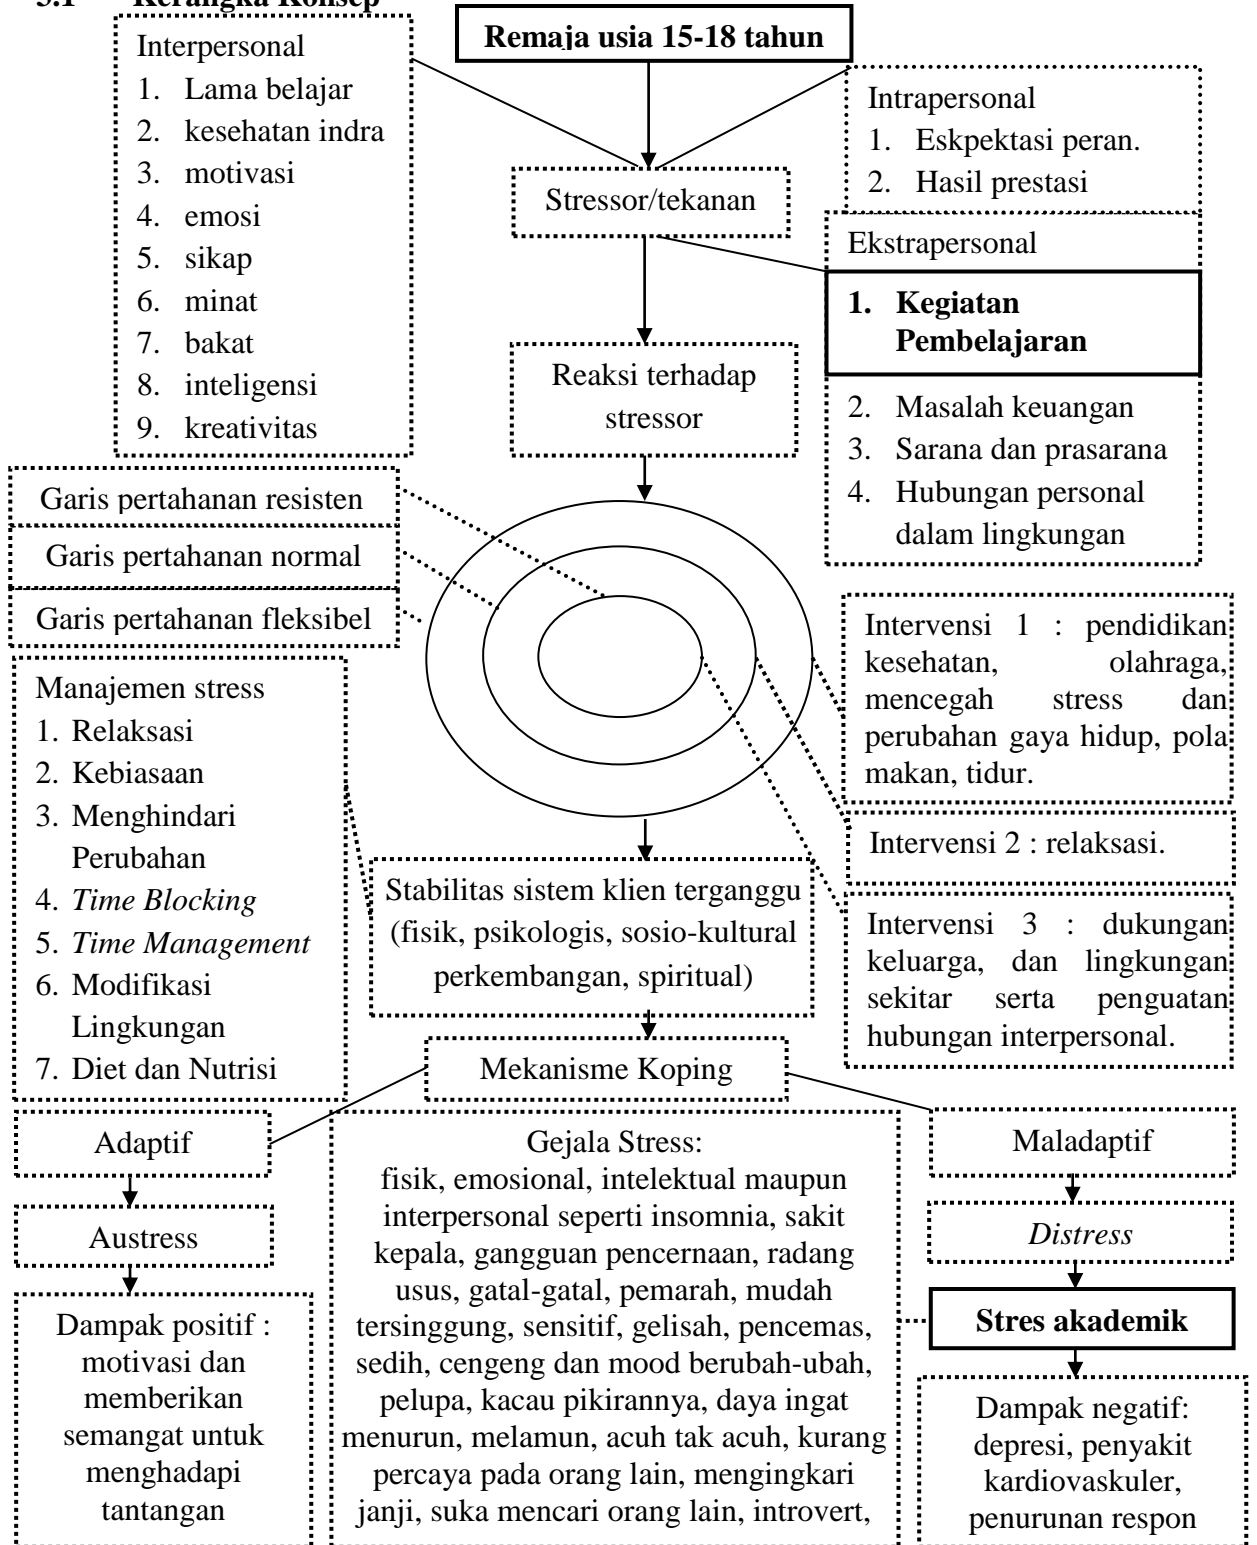 3.1 Kerangka Konsep
Remaja usia 15-18 tahun
Interpersonal
1. Lama belajar
2. kesehatan indra
3. motivasi
4. emosi
5. sikap
6. minat
7. bakat
8. inteligensi
9. kreativitas
Intrapersonal
1. Eskpektasi peran.
2. Hasil prestasi
Stressor/tekanan
Ekstrapersonal
1. Kegiatan
Pembelajaran
2. Masalah keuangan
3. Sarana dan prasarana
4. Hubungan personal
dalam lingkungan
Reaksi terhadap
stressor
Garis pertahanan resisten
Garis pertahanan normal
Garis pertahanan fleksibel
Intervensi 1 : pendidikan
kesehatan, olahraga,
mencegah stress dan
perubahan gaya hidup, pola
makan, tidur.
Intervensi 2 : relaksasi.
Intervensi 3 : dukungan
keluarga, dan lingkungan
sekitar serta penguatan
hubungan interpersonal.
Manajemen stress
1. Relaksasi
2. Kebiasaan
3. Menghindari
Perubahan
4. Time Blocking
5. Time Management
6. Modifikasi
Lingkungan
7. Diet dan Nutrisi
Stabilitas sistem klien terganggu
(fisik, psikologis, sosio-kultural
perkembangan, spiritual)
Mekanisme Koping
Adaptif
Austress
Dampak positif :
motivasi dan
memberikan
semangat untuk
menghadapi
tantangan
Gejala Stress:
fisik, emosional, intelektual maupun
interpersonal seperti insomnia, sakit
kepala, gangguan pencernaan, radang
usus, gatal-gatal, pemarah, mudah
tersinggung, sensitif, gelisah, pencemas,
sedih, cengeng dan mood berubah-ubah,
pelupa, kacau pikirannya, daya ingat
menurun, melamun, acuh tak acuh, kurang
percaya pada orang lain, mengingkari
janji, suka mencari orang lain, introvert,
Maladaptif
Distress
Stres akademik
Dampak negatif:
depresi, penyakit
kardiovaskuler,
penurunan respon